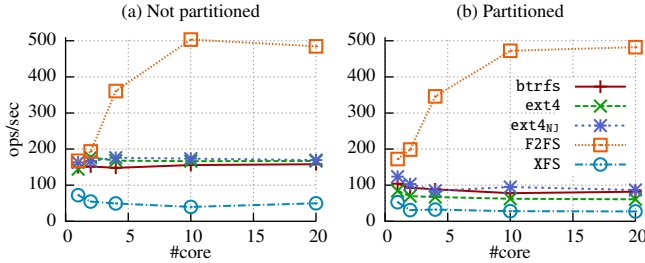 (a) Not partitioned
(b) Partitioned
ops/sec
500
400
300
200
100
0
0 5 10 15 20
#core
500
400
300
200
100
0
0 5 10 15 20
#core
btrfs
ext4
ext4NJ
F2FS
XFS